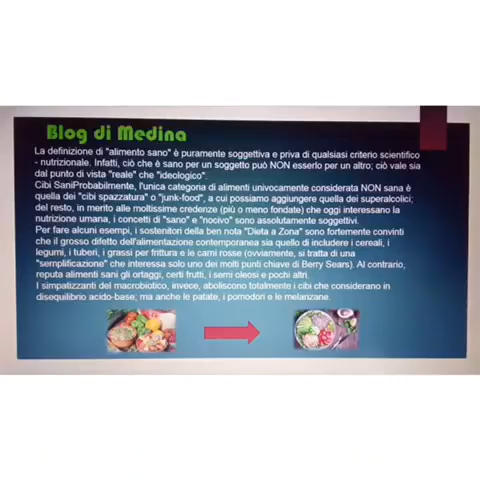 Blog di Medina
La definizione di "alimento sano" è puramente soggettiva e priva di qualsiasi criterio scientifico
- nutrizionale. Infatti, ciò che è sano per un soggetto può NON esserlo per un altro; ciò vale sia
dal punto di vista "reale" che "ideologico".
Cibi SaniProbabilmente, l'unica categoria di alimenti univocamente considerata NON sana è
quella dei "cibi spazzatura" o "junk-food", a cui possiamo aggiungere quella dei superalcolici;
del resto, in merito alle moltissime credenze (più o meno fondate) che oggi interessano la
nutrizione umana, i concetti di "sano" e "nocivo" sono assolutamente soggettivi.
Per fare alcuni esempi, i sostenitori della ben nota "Dieta a Zona" sono fortemente convinti
che il grosso difetto dell'alimentazione contemporanea sia quello di includere i cereali, i
legumi, i tuberi, i grassi per frittura e le carni rosse (ovviamente, si tratta di una
"semplificazione" che interessa solo uno dei molti punti chiave di Berry Sears). Al contrario,
reputa alimenti sani gli ortaggi, certi frutti, i semi oleosi e pochi altri.
I simpatizzanti del macrobiotico, invece, aboliscono totalmente i cibi che considerano in
disequilibrio acido-base; ma anche le patate, i pomodori e le melanzane.